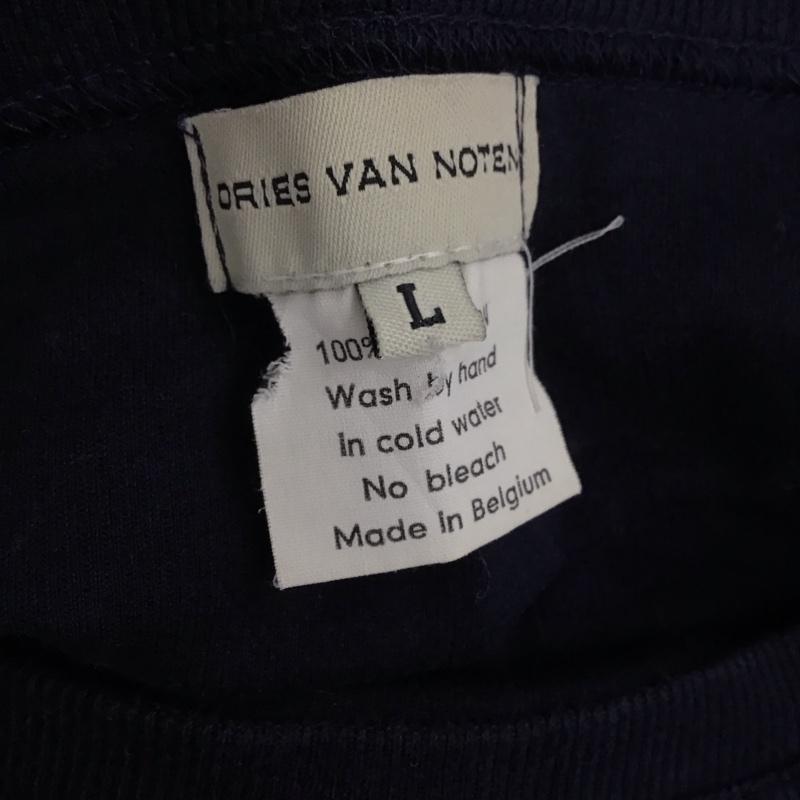 DRIES VAN NOTEN
L
100%
Wash by hand
In cold water
No bleach
Made in Belgium